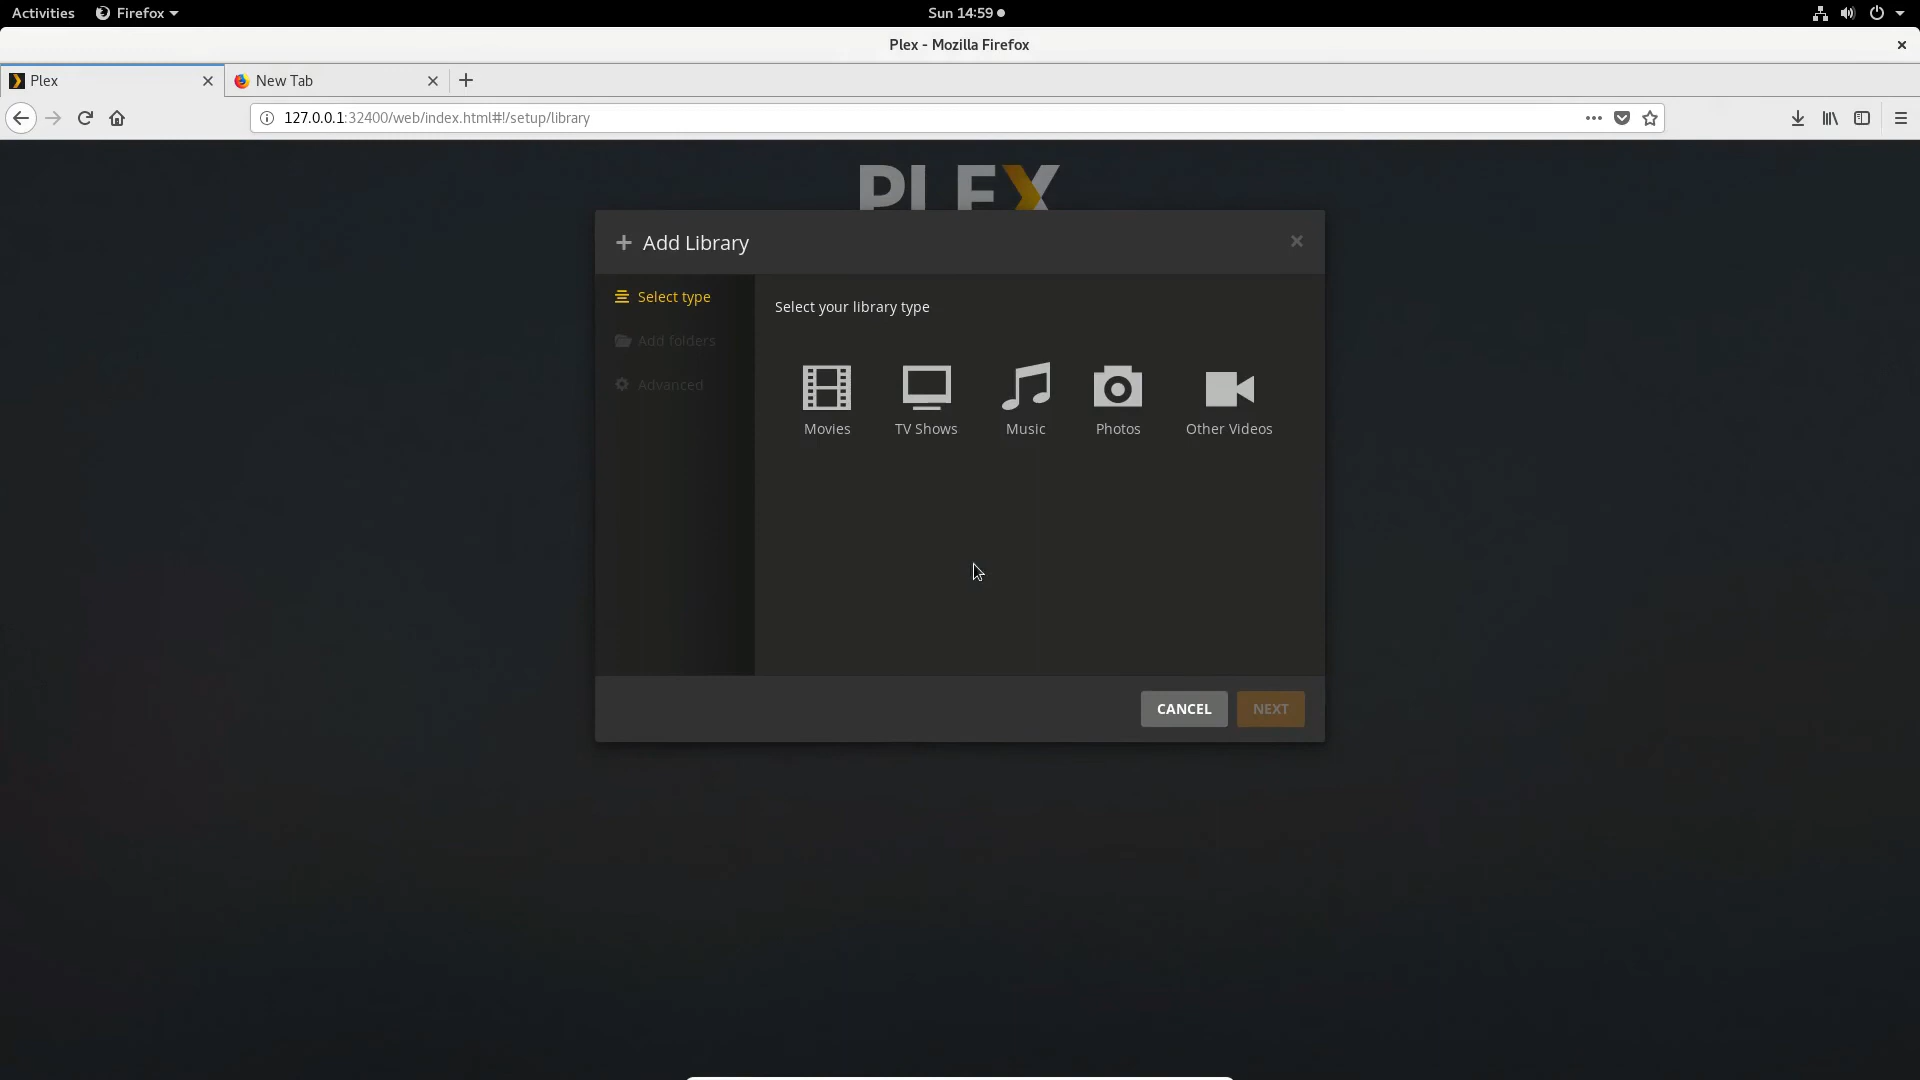 Activities Firefox Sun 14:59
Plex - Mozilla Firefox
Plex New Tab
127.0.0.1:32400/web/index.html#!/setup/library
PLEX
Add Library
Select type
Add folders
Advanced
Select your library type
Movies TV Shows Music Photos Other Videos
CANCEL NEXT